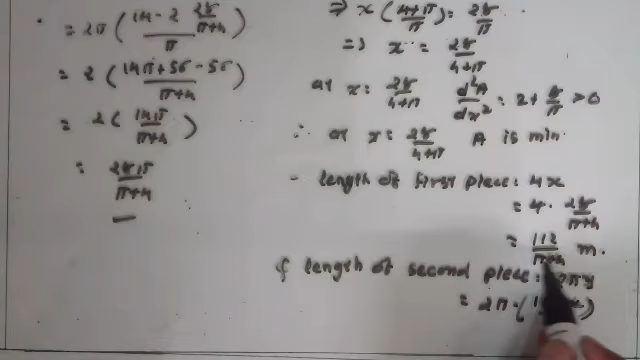 = 2π ( (14 - 2 28/(π+4)) / π )
= 2 ( (14π + 56 - 56) / (π+4) )
= 2 ( 14π / (π+4) )
= 28π / (π+4)
⇒ x ( (4+π)/π ) = 28/π
⇒ x = 28/(4+π)
at x = 28/(4+π) d²A/dx² = 2 + 8/π > 0
∴ at x = 28/(4+π) A is min.
- length of first piece = 4x
= 4 · 28/(π+4)
= 112/(π+4) m.
& length of second piece =
= 2π · (